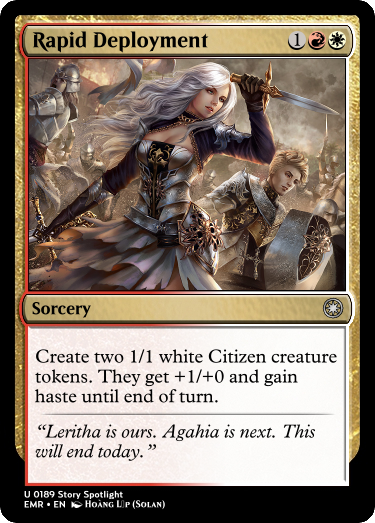 Rapid Deployment 1
Sorcery
Create two 1/1 white Citizen creature
tokens. They get +1/+0 and gain
haste until end of turn.
“Leritha is ours. Agahia is next. This
will end today.”
U 0189 Story Spotlight
EMR • EN Hoàng Lập (Solan)